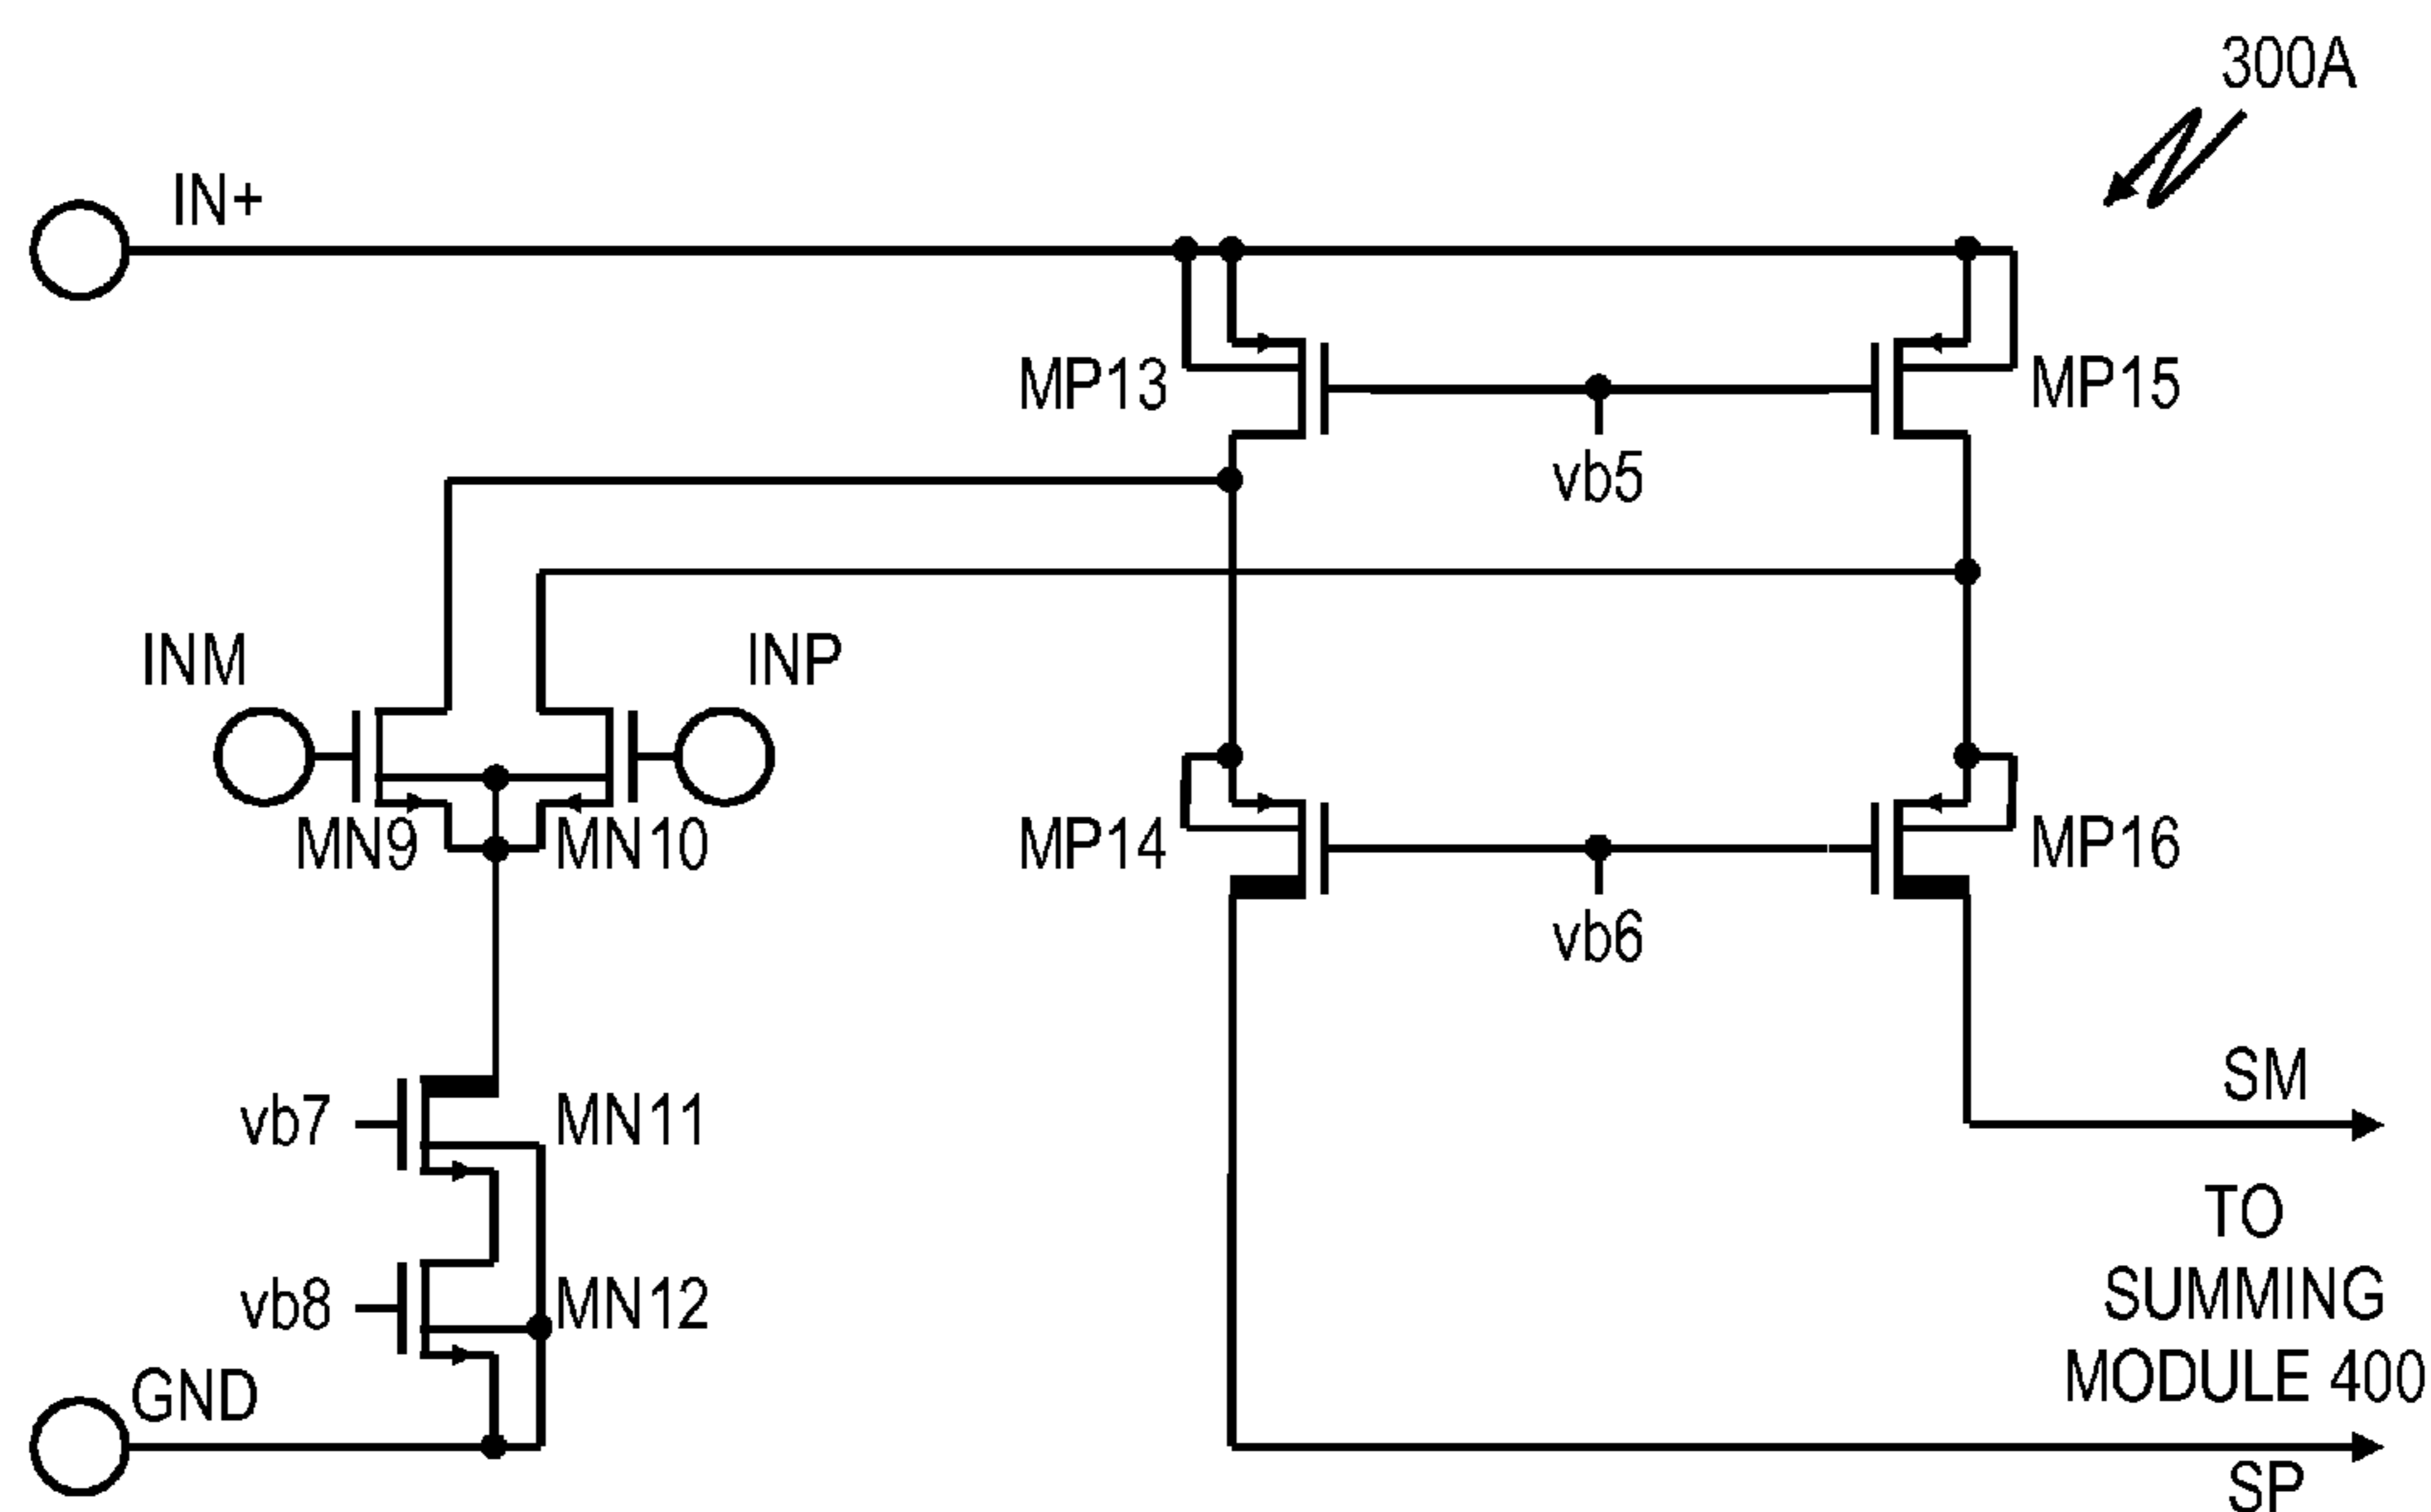 300A
IN+
MP13
MP15
vb5
INM
INP
MN9
MN10
MP14
MP16
vb6
vb7
MN11
SM
TO
SUMMING
MODULE 400
vb8
MN12
GND
SP